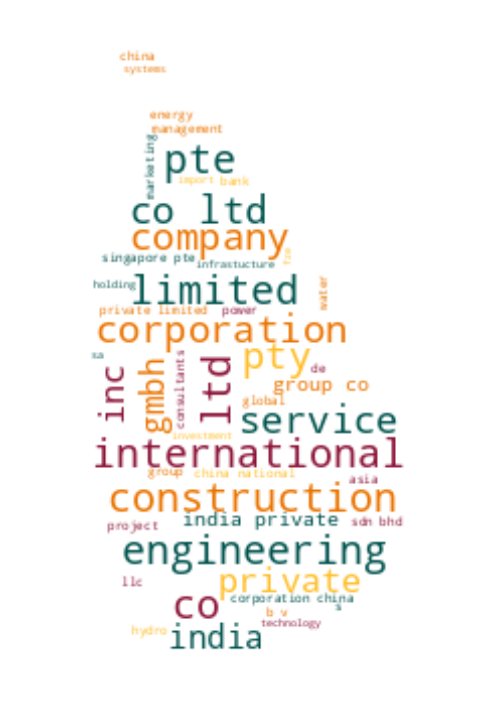 china
systems
energy
management
marketing
pte
import bank
co ltd
company
singapore pte
infrastucture
fze
holding
limited
water
private limited power
corporation
sa
inc
gmbh
consultants
ltd
pty
de
group co
global
service
investment
international
group china national
asia
construction
india private sdn bhd
project
engineering
llc
private
co
corporation china
s
b v
technology
hydro
india